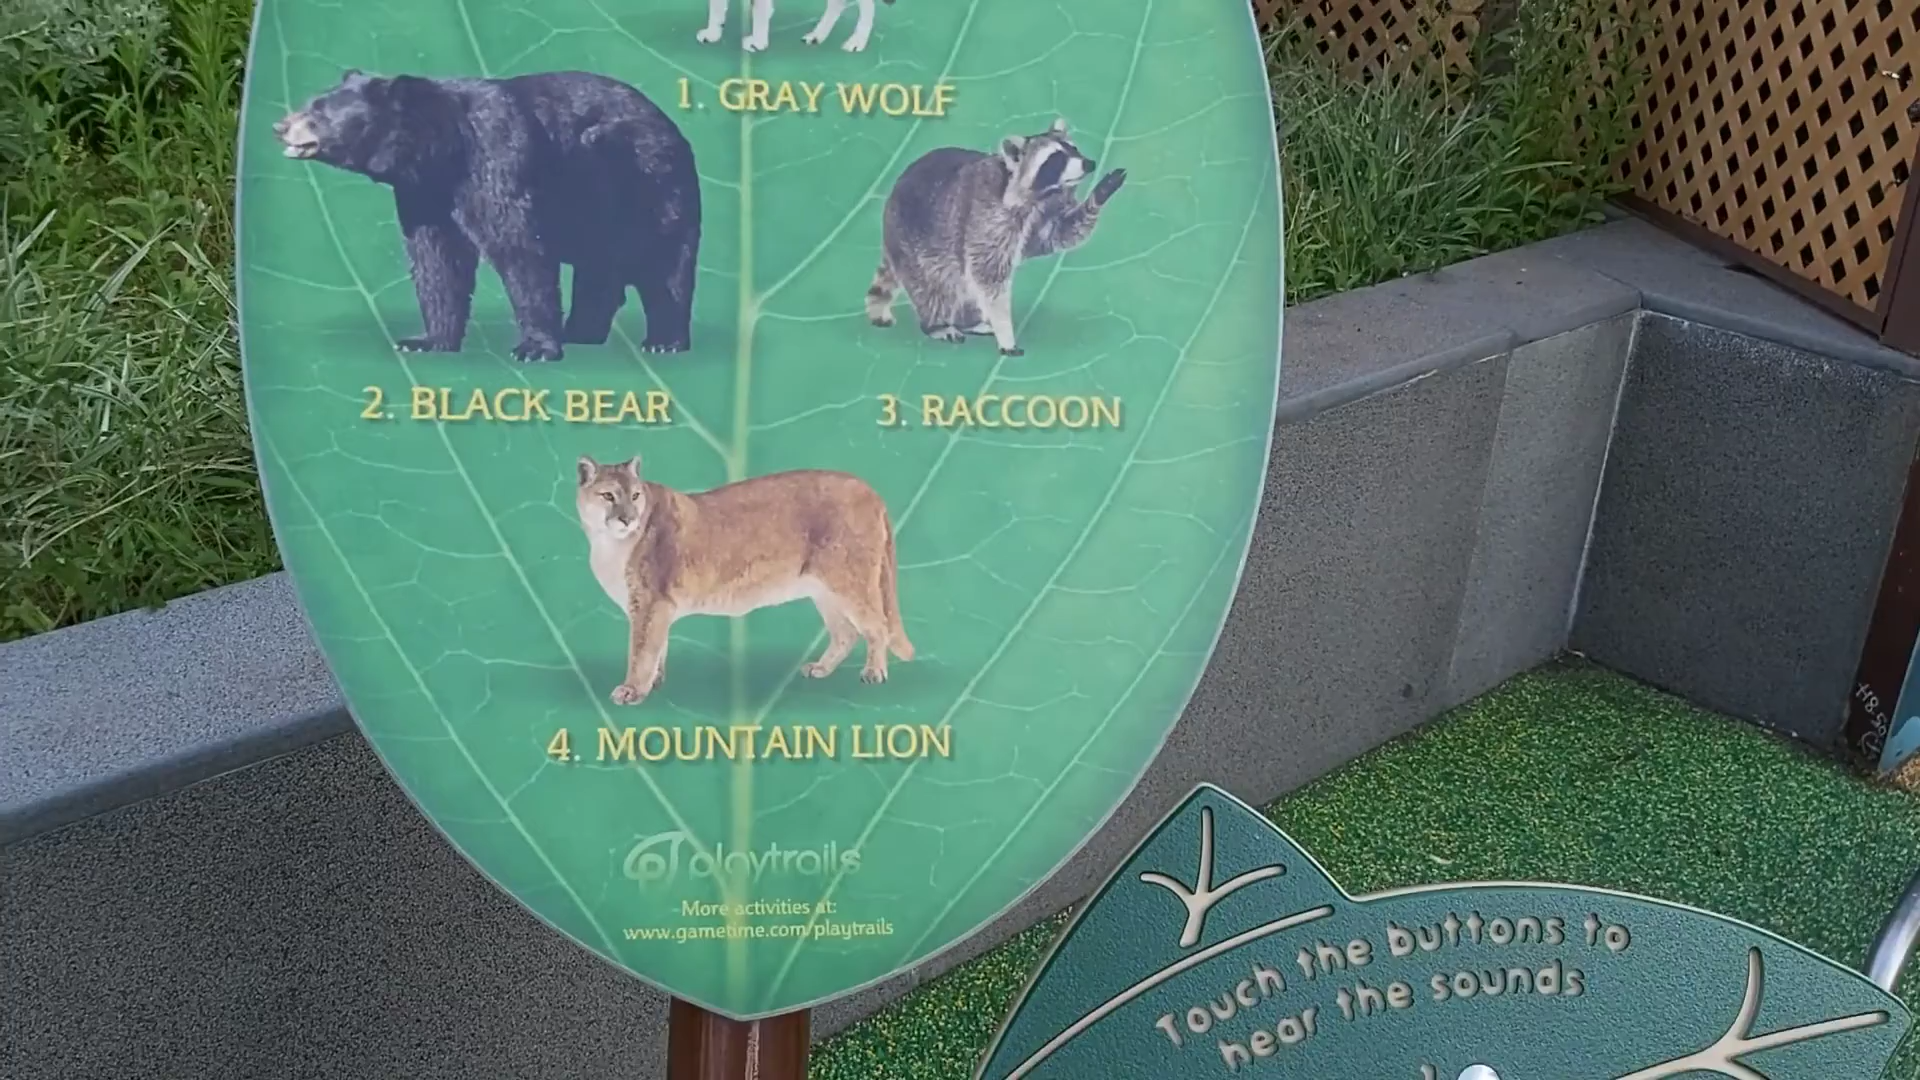 1. GRAY WOLF
2. BLACK BEAR
3. RACCOON
4. MOUNTAIN LION
playtrails
More activities at:
www.gametime.com/playtrails
Touch the buttons to
hear the sounds